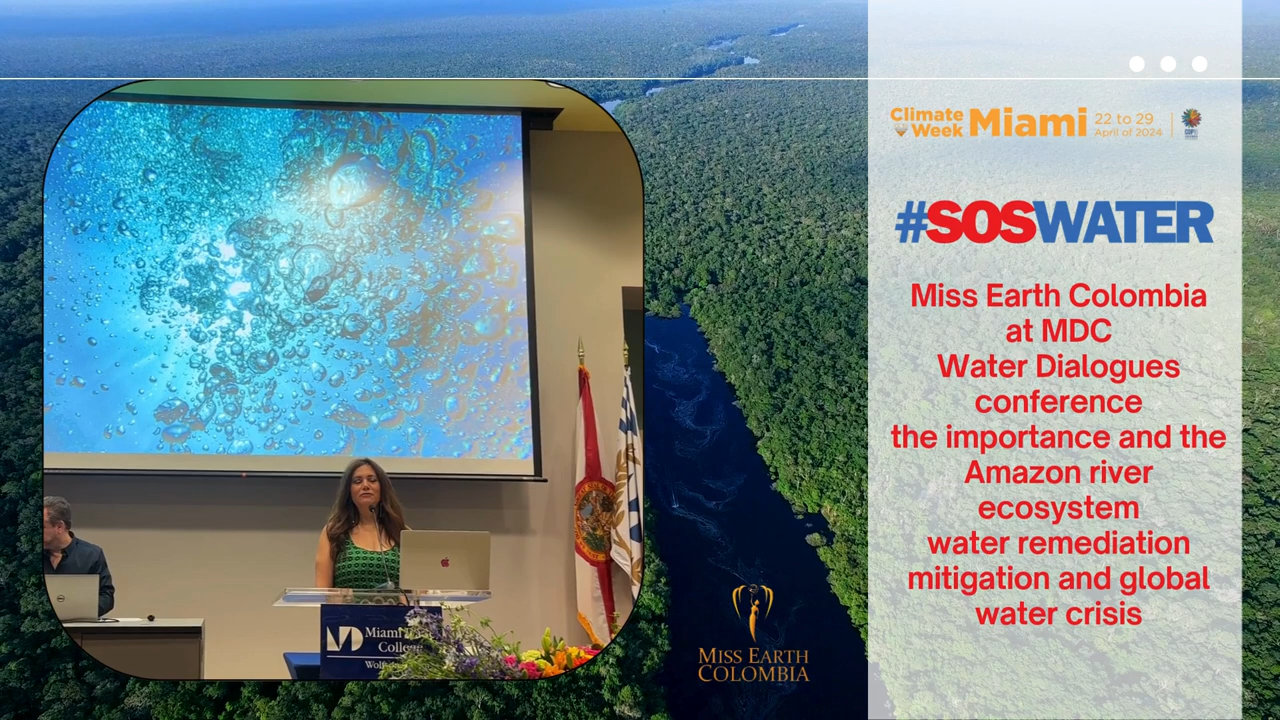 Climate
Week
Miami
22 to 29
April of 2024
#SOSWATER
Miss Earth Colombia
at MDC
Water Dialogues
conference
the importance and the
Amazon river
ecosystem
water remediation
mitigation and global
water crisis
Miami
College
MISS EARTH
COLOMBIA